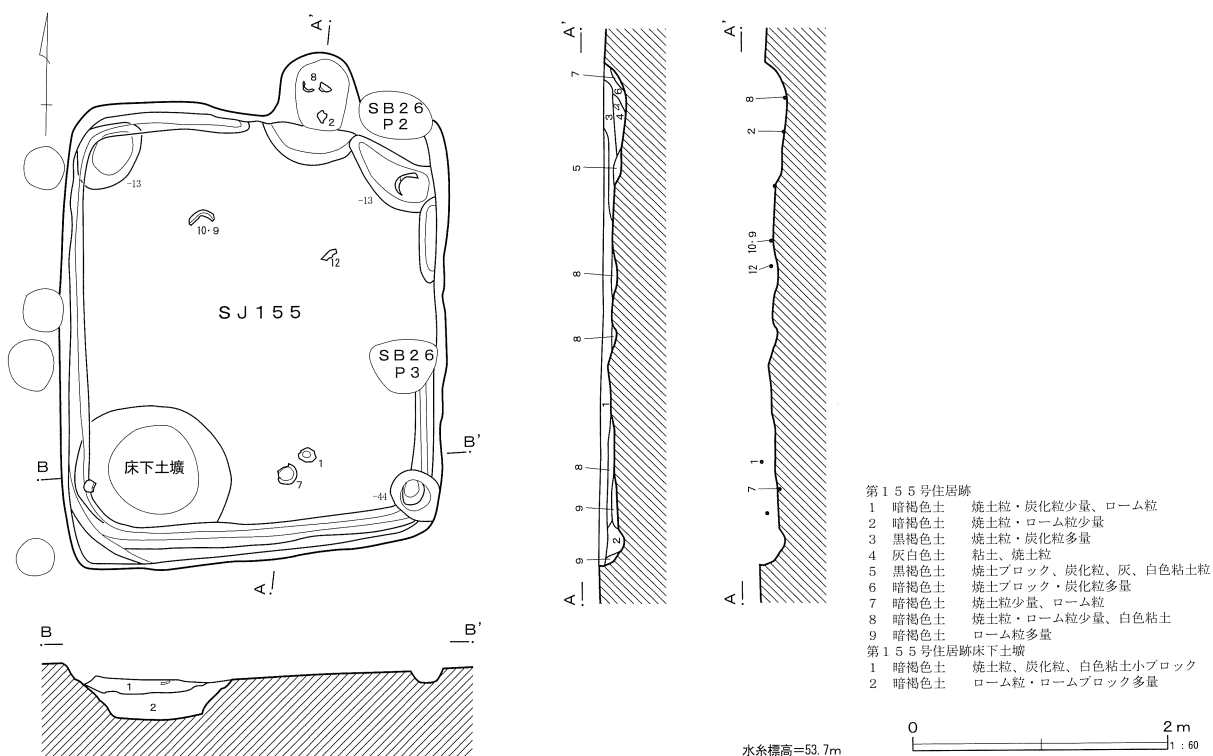 A'
8
2
SB26
P2
-13
-13
10・9
12
SJ155
SB26
P3
B
B'
床下土壙
1
7
-44
A
B
B'
1
2
A'
7
6
3
4
4
5
8
8
1
8
9
2
9
A
A'
8
2
10・9
12
1
7
A
第155号住居跡
1 暗褐色土 焼土粒・炭化粒少量、ローム粒
2 暗褐色土 焼土粒・ローム粒少量
3 黒褐色土 焼土粒・炭化粒多量
4 灰白色土 粘土、焼土粒
5 黒褐色土 焼土ブロック、炭化粒、灰、白色粘土粒
6 暗褐色土 焼土ブロック・炭化粒多量
7 暗褐色土 焼土粒少量、ローム粒
8 暗褐色土 焼土粒・ローム粒少量、白色粘土
9 暗褐色土 ローム粒多量
第155号住居跡床下土壙
1 暗褐色土 焼土粒、炭化粒、白色粘土小ブロック
2 暗褐色土 ローム粒・ロームブロック多量
水糸標高=53.7m
0 2m
1:60